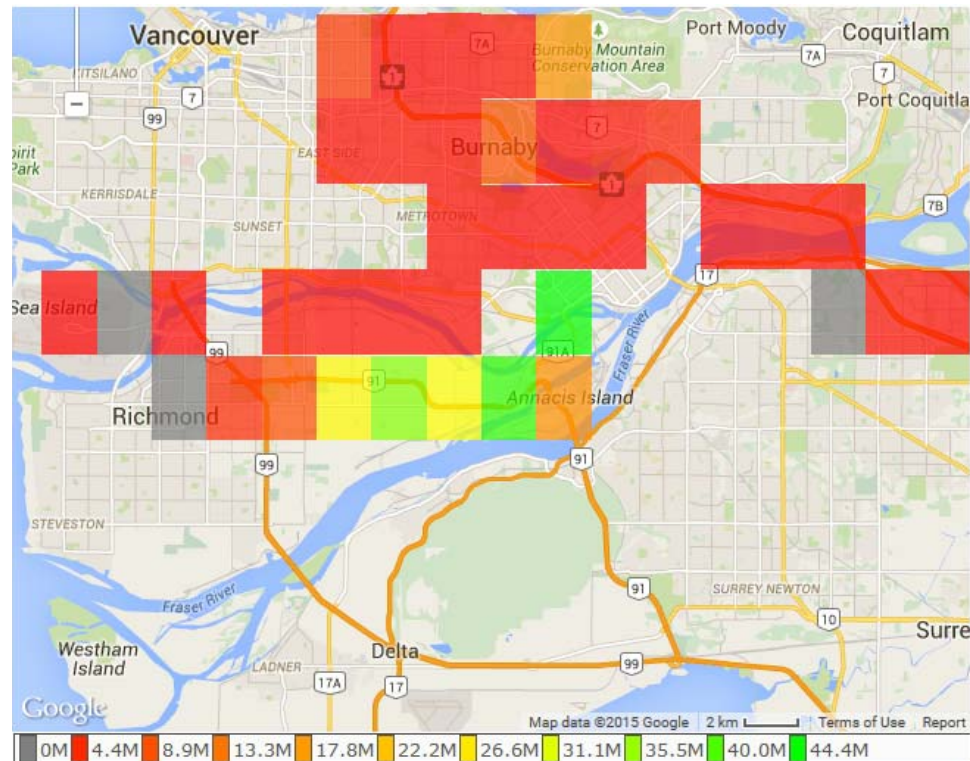 Vancouver
Port Moody
Coquitlam
7A
Burnaby Mountain
Conservation Area
7A
KITSILANO
1
7
7
99
Port Coquitla
7
EAST SIDE
Burnaby
pirit
Park
1
KERRISDALE
METROTOWN
7B
SUNSET
17
Sea Island
99
91A
Fraser River
91
Annacis Island
Richmond
99
91
STEVESTON
Fraser River
91
SURREY NEWTON
10
Surre
Westham
Island
Delta
LADNER
99
17A
17
Google
Map data ©2015 Google
2 km
Terms of Use
Report
0M 4.4M 8.9M 13.3M 17.8M 22.2M 26.6M 31.1M 35.5M 40.0M 44.4M